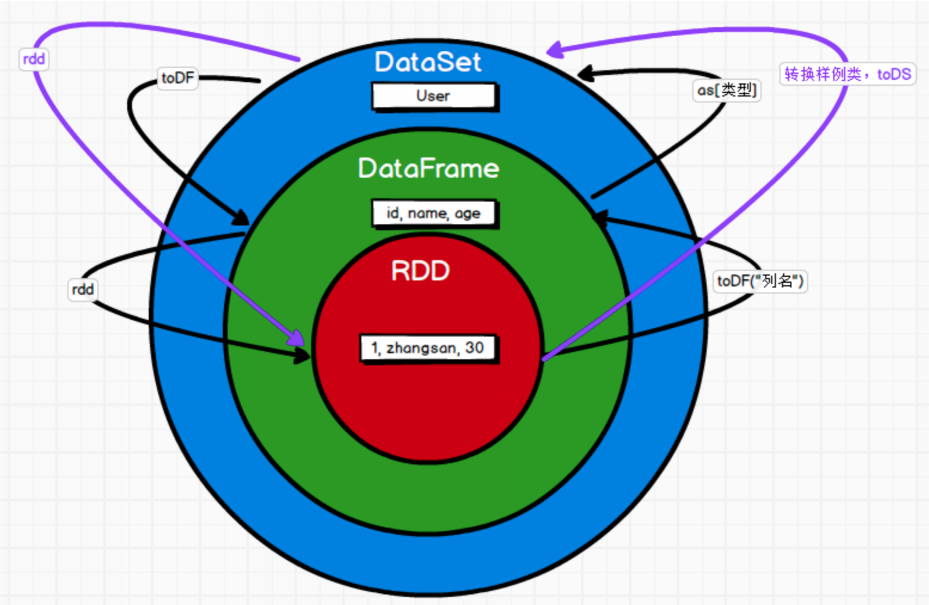 DataSet
User
rdd
toDF
转换样例类，toDS
as[类型]
DataFrame
id, name, age
RDD
rdd
toDF("列名")
1, zhangsan, 30